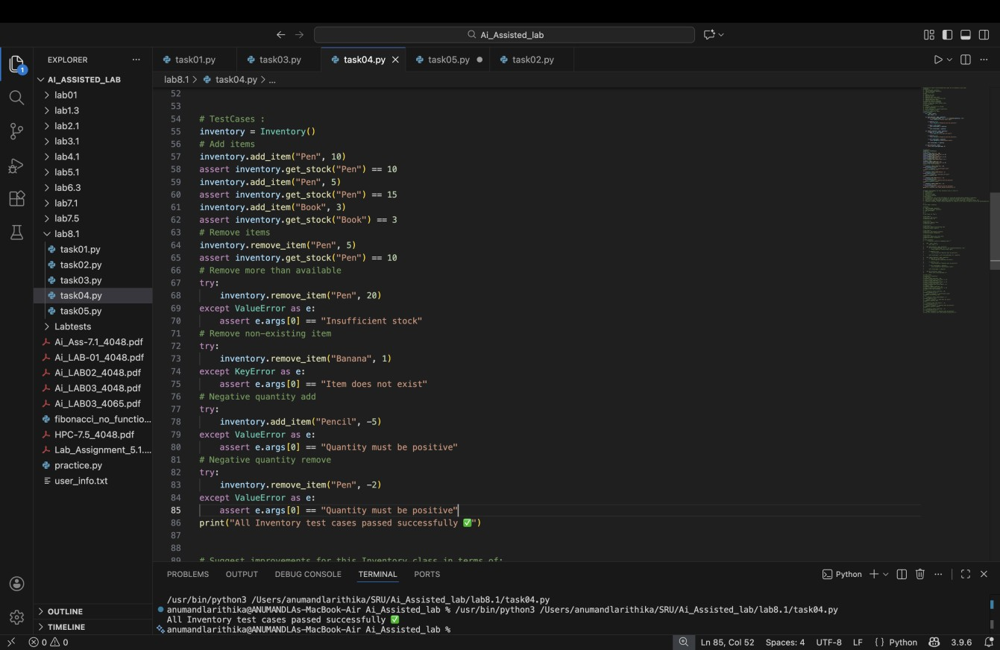 Ai_Assisted_lab
EXPLORER
task01.py
task03.py
task04.py
task05.py
task02.py
1
AI_ASSISTED_LAB
lab8.1 > task04.py > ...
lab01
lab1.3
lab2.1
lab3.1
lab4.1
lab5.1
lab6.3
lab7.1
lab7.5
lab8.1
task01.py
task02.py
task03.py
task04.py
task05.py
Labtests
Ai_Ass-7.1_4048.pdf
Ai_LAB-01_4048.pdf
Ai_LAB02_4048.pdf
Ai_LAB03_4048.pdf
Ai_LAB03_4065.pdf
fibonacci_no_functio...
HPC-7.5_4048.pdf
Lab_Assignment_5.1....
practice.py
user_info.txt
OUTLINE
TIMELINE
52
53
54 # TestCases :
55 inventory = Inventory()
56 # Add items
57 inventory.add_item("Pen", 10)
58 assert inventory.get_stock("Pen") == 10
59 inventory.add_item("Pen", 5)
60 assert inventory.get_stock("Pen") == 15
61 inventory.add_item("Book", 3)
62 assert inventory.get_stock("Book") == 3
63 # Remove items
64 inventory.remove_item("Pen", 5)
65 assert inventory.get_stock("Pen") == 10
66 # Remove more than available
67 try:
68     inventory.remove_item("Pen", 20)
69 except ValueError as e:
70     assert e.args[0] == "Insufficient stock"
71 # Remove non-existing item
72 try:
73     inventory.remove_item("Banana", 1)
74 except KeyError as e:
75     assert e.args[0] == "Item does not exist"
76 # Negative quantity add
77 try:
78     inventory.add_item("Pencil", -5)
79 except ValueError as e:
80     assert e.args[0] == "Quantity must be positive"
81 # Negative quantity remove
82 try:
83     inventory.remove_item("Pen", -2)
84 except ValueError as e:
85     assert e.args[0] == "Quantity must be positive"
86 print("All Inventory test cases passed successfully ✅")
87
88
89 # Suggest improvements for this Inventory class in terms of:
PROBLEMS OUTPUT DEBUG CONSOLE TERMINAL PORTS
Python
/usr/bin/python3 /Users/anumandlarithika/SRU/Ai_Assisted_lab/lab8.1/task04.py
anumandlarithika@ANUMANDLAs-MacBook-Air Ai_Assisted_lab % /usr/bin/python3 /Users/anumandlarithika/SRU/Ai_Assisted_lab/lab8.1/task04.py
All Inventory test cases passed successfully ✅
anumandlarithika@ANUMANDLAs-MacBook-Air Ai_Assisted_lab %
0 0
Ln 85, Col 52 Spaces: 4 UTF-8 LF { } Python 3.9.6